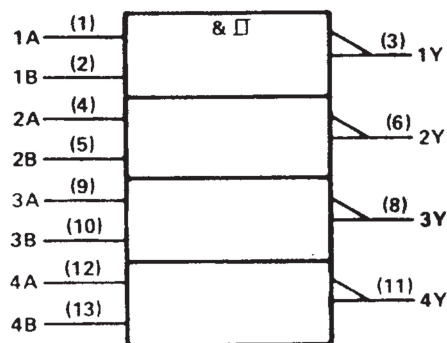 & ⎍
1A (1)
1B (2)
(3) 1Y
2A (4)
2B (5)
(6) 2Y
3A (9)
3B (10)
(8) 3Y
4A (12)
4B (13)
(11) 4Y